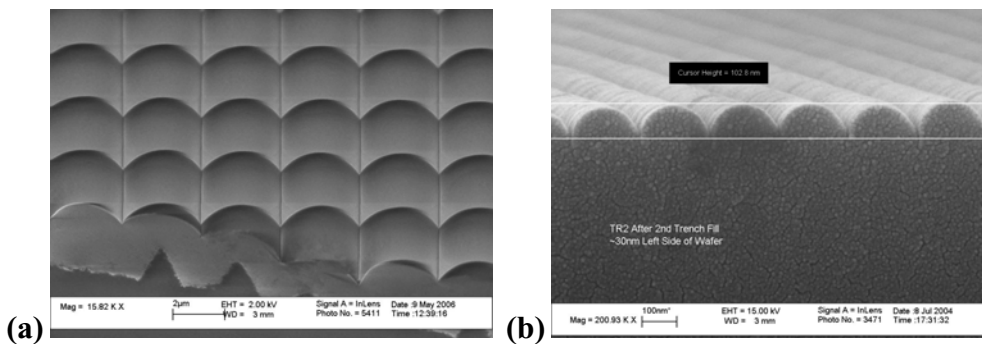 Cursor Height = 102.8 nm
TR2 After 2nd Trench Fill
~30nm Left Side of Wafer
(a)
Mag = 15.82 K X
2µm
EHT = 2.00 kV
WD = 3 mm
Signal A = InLens
Photo No. = 5411
Date :9 May 2006
Time :12:39:16
(b)
Mag = 200.93 K X
100nm*
EHT = 15.00 kV
WD = 3 mm
Signal A = InLens
Photo No. = 3471
Date :8 Jul 2004
Time :17:31:32